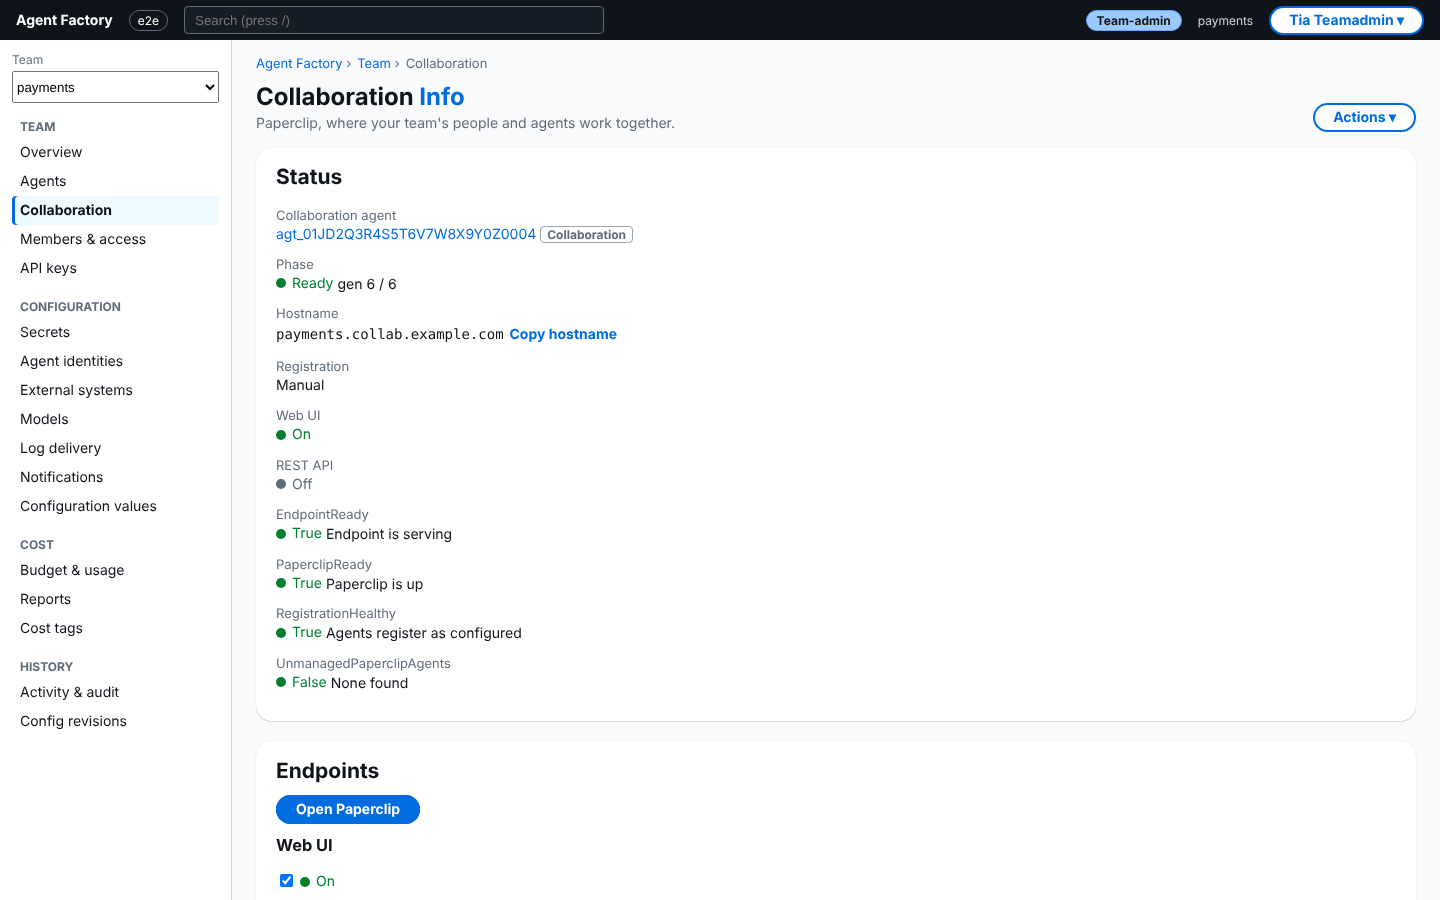 Agent Factory
e2e
Search (press /)
Team-admin
payments
Tia Teamadmin ▾
Team
payments
TEAM
Overview
Agents
Collaboration
Members & access
API keys
CONFIGURATION
Secrets
Agent identities
External systems
Models
Log delivery
Notifications
Configuration values
COST
Budget & usage
Reports
Cost tags
HISTORY
Activity & audit
Config revisions
Agent Factory › Team › Collaboration
Collaboration Info
Paperclip, where your team's people and agents work together.
Actions ▾
Status
Collaboration agent
agt_01JD2Q3R4S5T6V7W8X9Y0Z0004 Collaboration
Phase
Ready gen 6 / 6
Hostname
payments.collab.example.com Copy hostname
Registration
Manual
Web UI
On
REST API
Off
EndpointReady
True Endpoint is serving
PaperclipReady
True Paperclip is up
RegistrationHealthy
True Agents register as configured
UnmanagedPaperclipAgents
False None found
Endpoints
Open Paperclip
Web UI
On